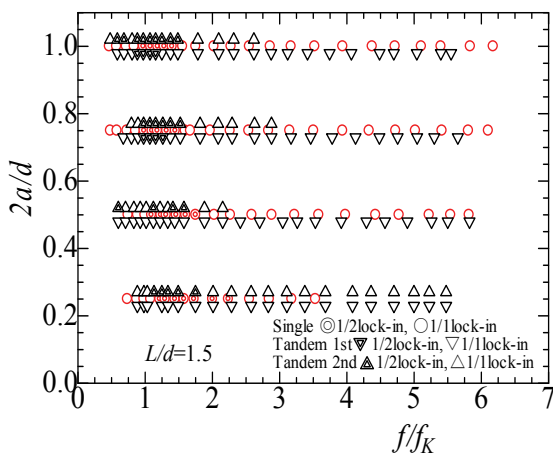 1.0
0.8
0.6
0.4
0.2
0.0
2a/d
Single ◎1/2lock-in, ○1/1lock-in
Tandem 1st 1/2lock-in, ▽1/1lock-in
Tandem 2nd 1/2lock-in, △1/1lock-in
L/d=1.5
0 1 2 3 4 5 6 7
f/f_K